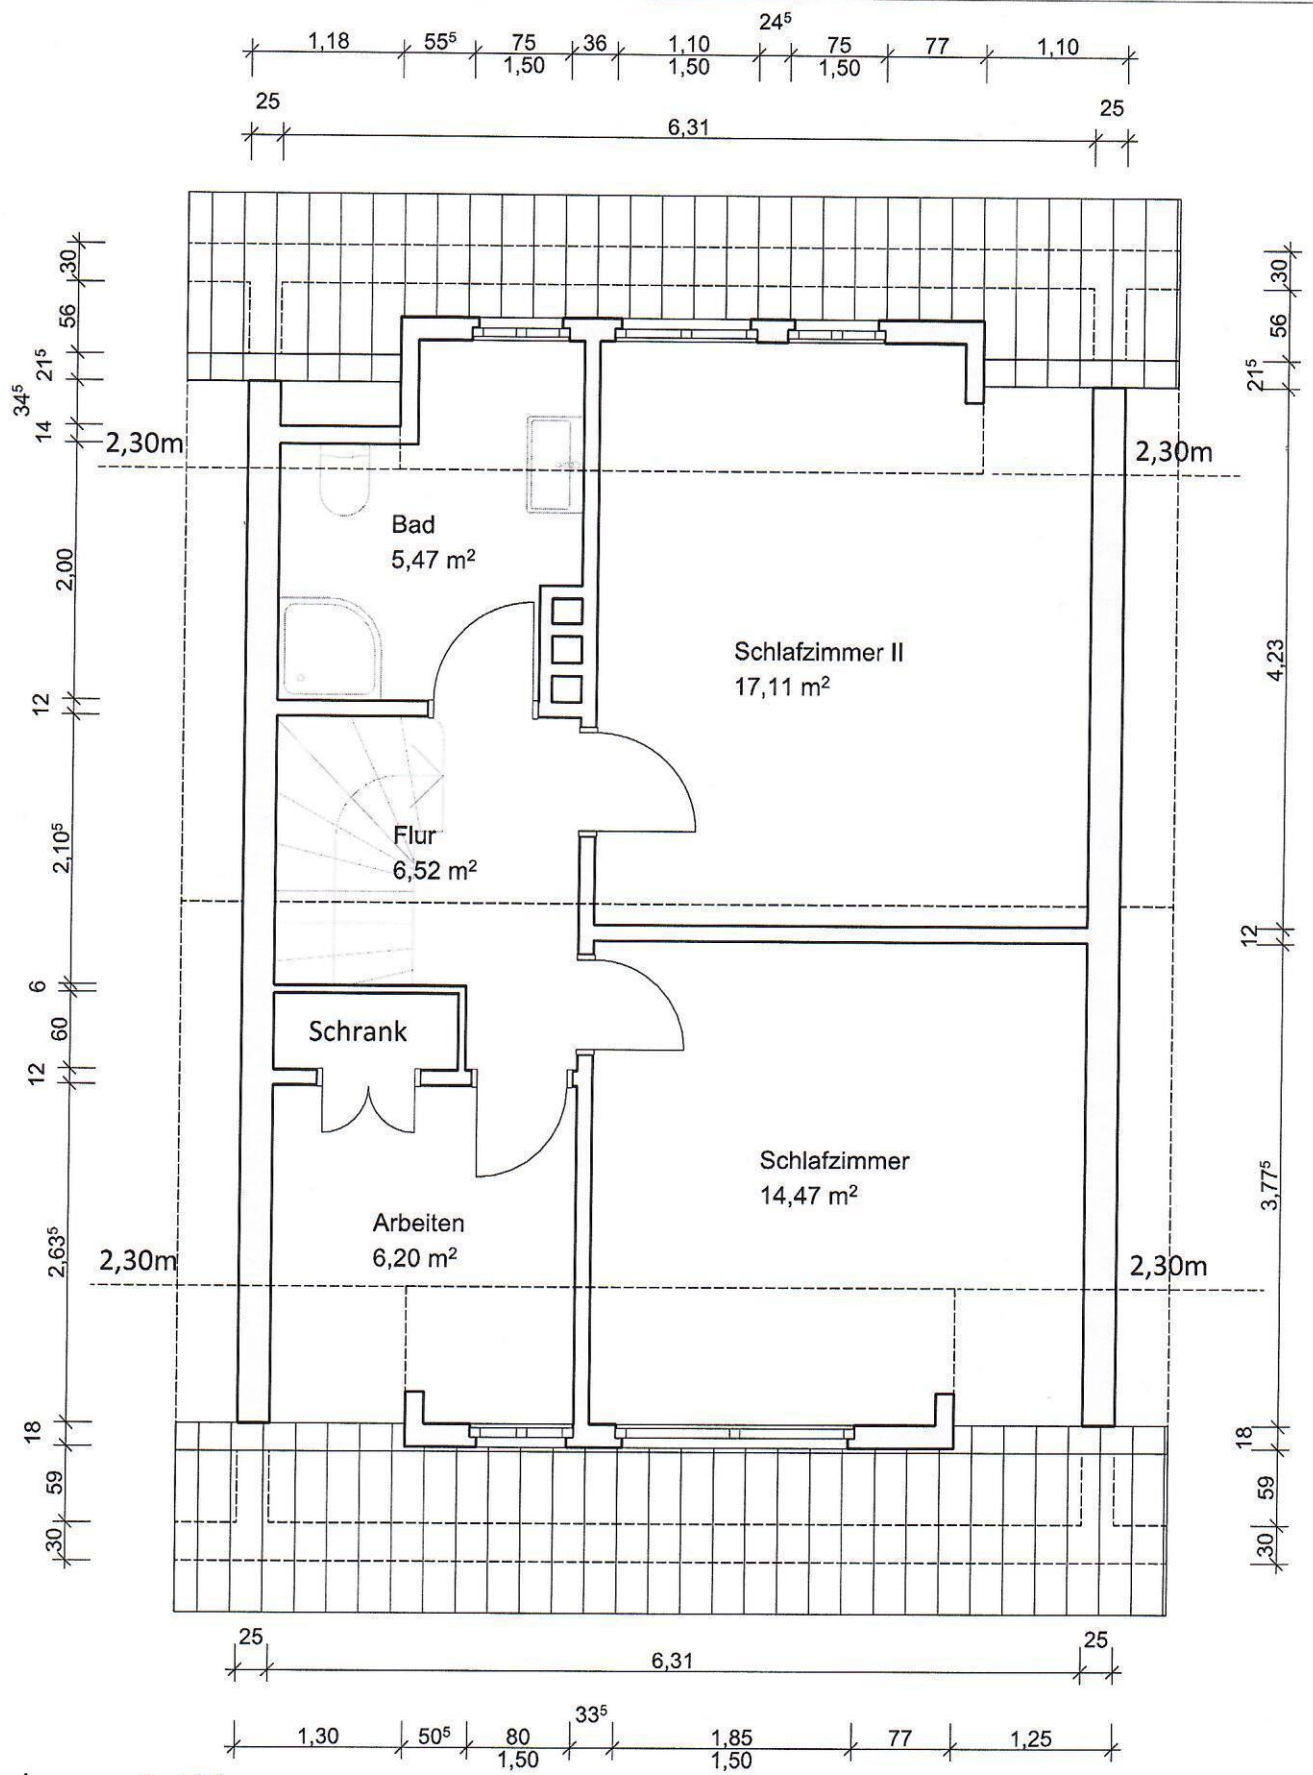 24⁵
1,18 55⁵ 75 36 1,10 75 77 1,10
1,50 1,50 1,50
25 25
6,31
30 30
56 56
21⁵ 21⁵
34⁵
14
2,30m 2,30m
Bad
5,47 m²
2,00
Schlafzimmer II
17,11 m²
4,23
12
Flur
6,52 m²
2,10⁵
12
6
Schrank
60
12
Schlafzimmer
14,47 m²
3,77⁵
Arbeiten
6,20 m²
2,63⁵
2,30m 2,30m
18 18
59 59
30 30
25 25
6,31
33⁵
1,30 50⁵ 80 1,85 77 1,25
1,50 1,50